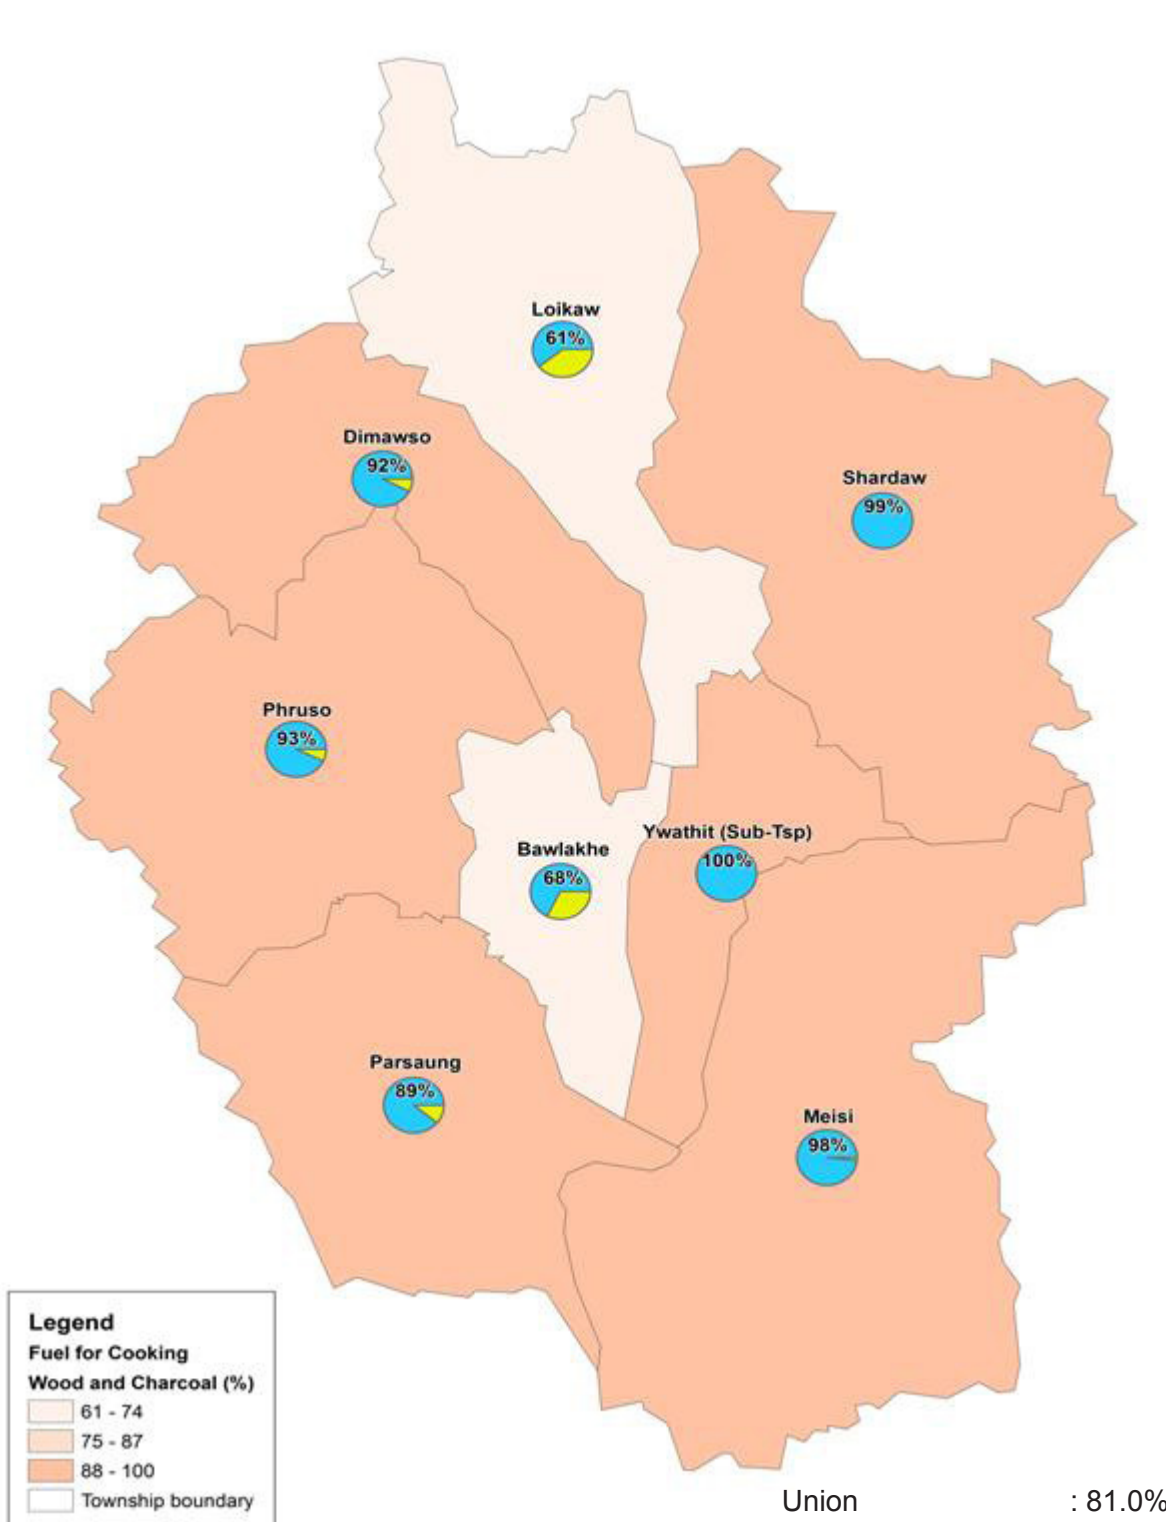 Loikaw
61%
Dimawso
92%
Shardaw
99%
Phruso
93%
Ywathit (Sub-Tsp)
100%
Bawlakhe
68%
Parsaung
89%
Meisi
98%
Legend
Fuel for Cooking
Wood and Charcoal (%)
61 - 74
75 - 87
88 - 100
Township boundary
Union : 81.0%